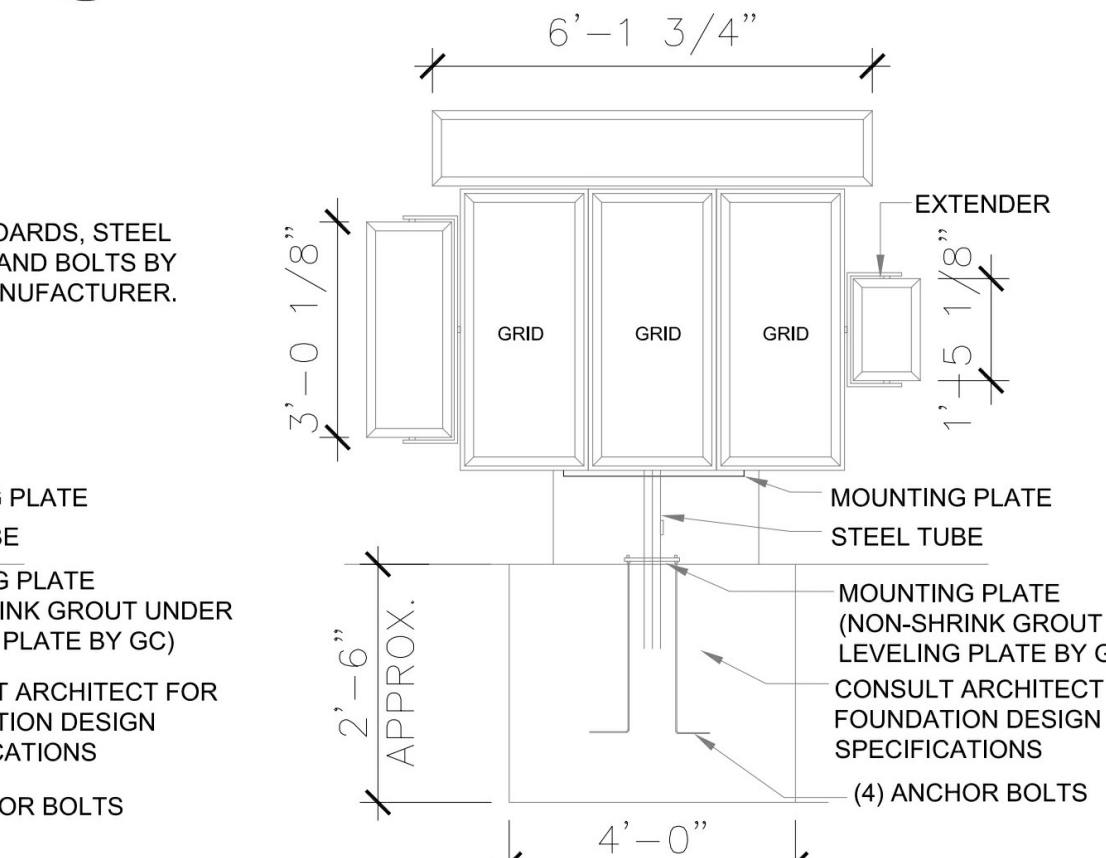 6'-1 3/4"
EXTENDER
OARDS, STEEL
AND BOLTS BY
NUFACTURER.
3'-0 1/8"
GRID
GRID
GRID
1'-5 1/8"
G PLATE
BE
G PLATE
INK GROUT UNDER
PLATE BY GC)
T ARCHITECT FOR
TION DESIGN
CATIONS
OR BOLTS
MOUNTING PLATE
STEEL TUBE
MOUNTING PLATE
(NON-SHRINK GROUT
LEVELING PLATE BY G
CONSULT ARCHITECT
FOUNDATION DESIGN
SPECIFICATIONS
(4) ANCHOR BOLTS
2'-6"
APPROX.
4'-0"